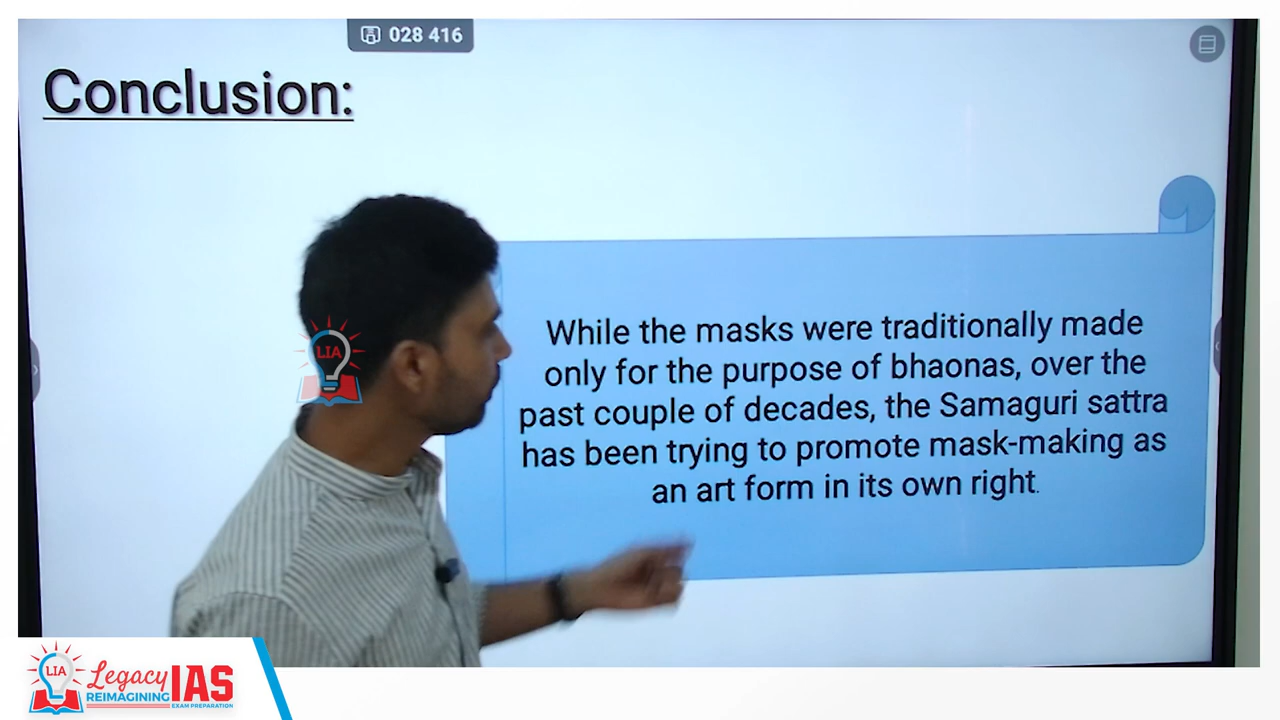 028 416
Conclusion:
While the masks were traditionally made
only for the purpose of bhaonas, over the
past couple of decades, the Samaguri sattra
has been trying to promote mask-making as
an art form in its own right.
LIA
LIA
Legacy IAS
REIMAGINING
EXAM PREPARATION